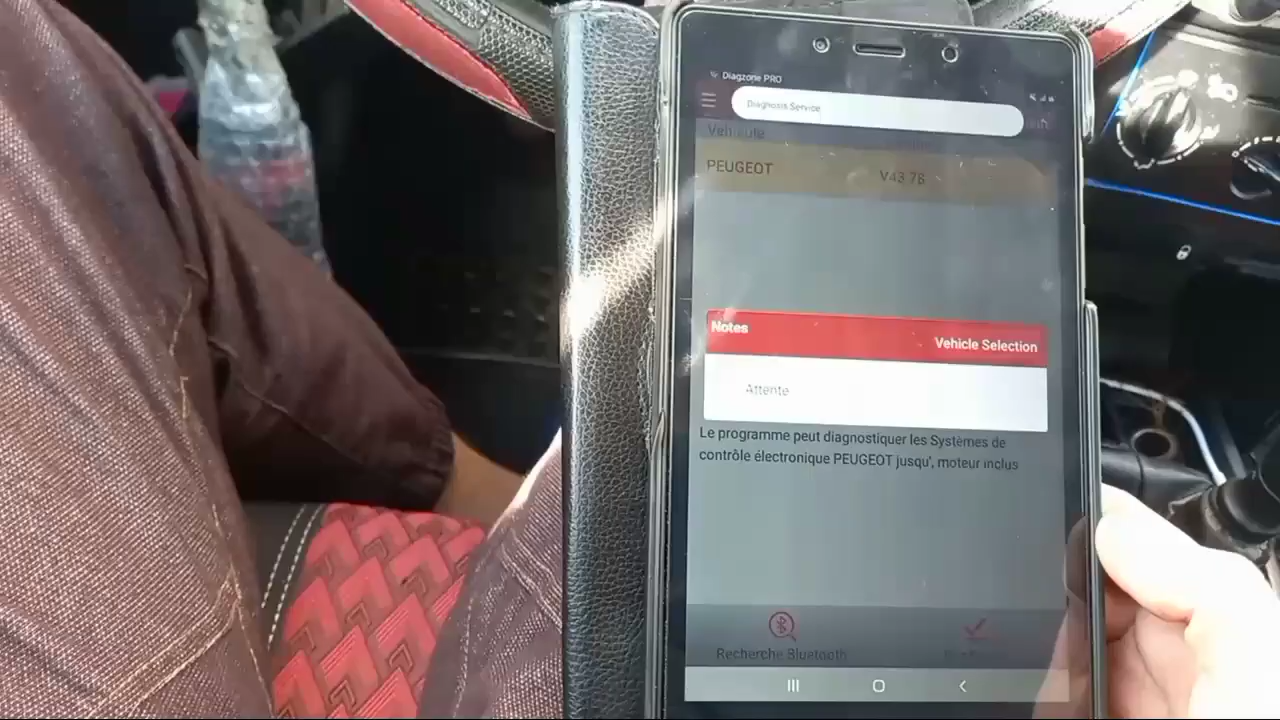 Diagzone PRO
Diagnosis Service
Véhicule
PEUGEOT V43.78
Notes
Vehicle Selection
Attente
Le programme peut diagnostiquer les Systèmes de
contrôle électronique PEUGEOT jusqu', moteur inclus
Recherche Bluetooth